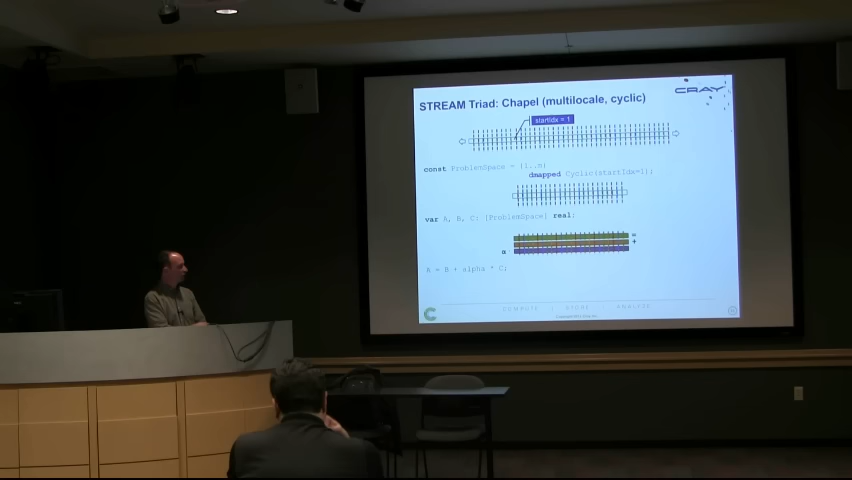 STREAM Triad: Chapel (multilocale, cyclic)
CRAY
startIdx = 1
const ProblemSpace = {1..n}
dmapped Cyclic(startIdx=1);
var A, B, C: [ProblemSpace] real;
=
α +
A = B + alpha * C;
COMPUTE | STORE | ANALYZE